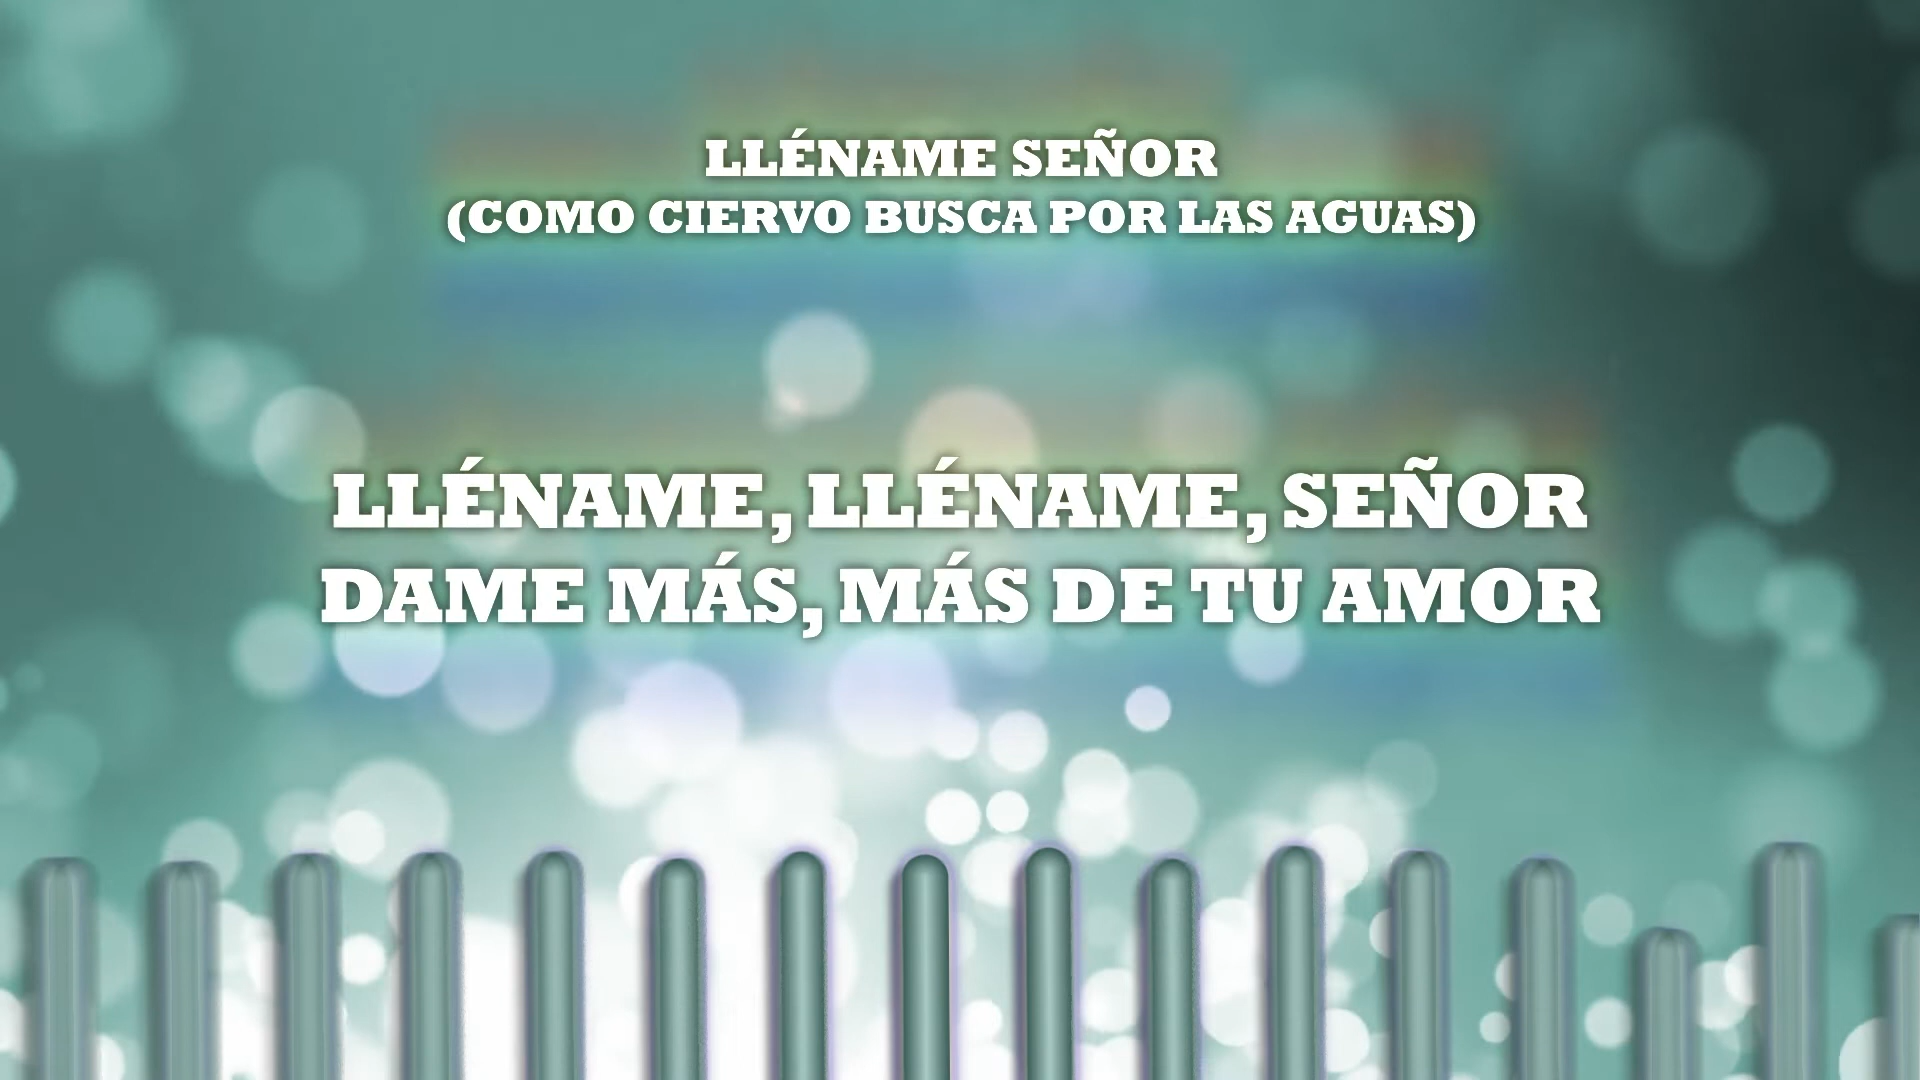 LLÉNAME SEÑOR
(COMO CIERVO BUSCA POR LAS AGUAS)
LLÉNAME, LLÉNAME, SEÑOR
DAME MÁS, MÁS DE TU AMOR